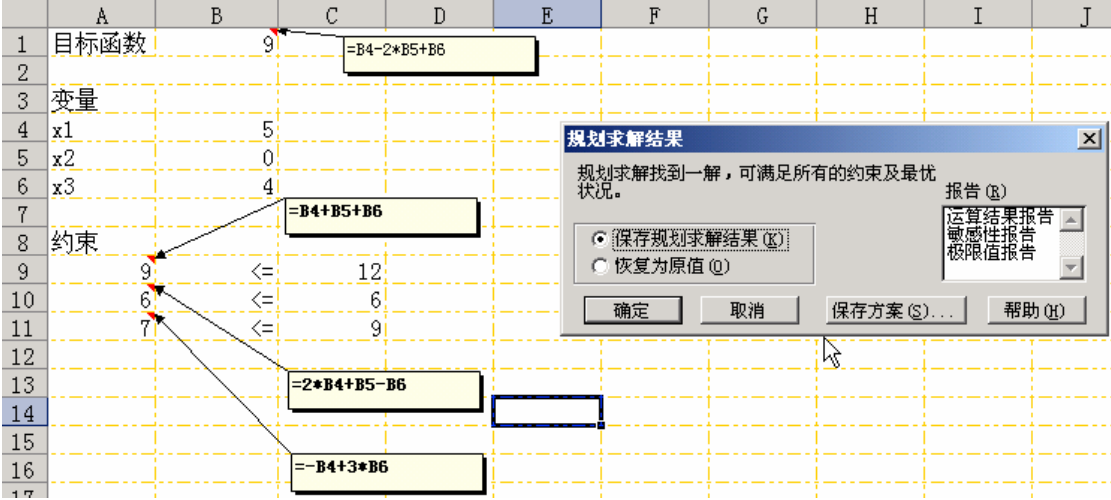 A B C D E F G H I J
1 目标函数 9 =B4-2*B5+B6
2
3 变量
4 x1 5
5 x2 0
6 x3 4
7 =B4+B5+B6
8 约束
9 9 <= 12
10 6 <= 6
11 7 <= 9
12
13 =2*B4+B5-B6
14
15
16 =-B4+3*B6
17
规划求解结果
规划求解找到一解，可满足所有的约束及最优
状况。
报告(R)
运算结果报告
敏感性报告
极限值报告
保存规划求解结果(K)
恢复为原值(O)
确定 取消 保存方案(S)... 帮助(H)